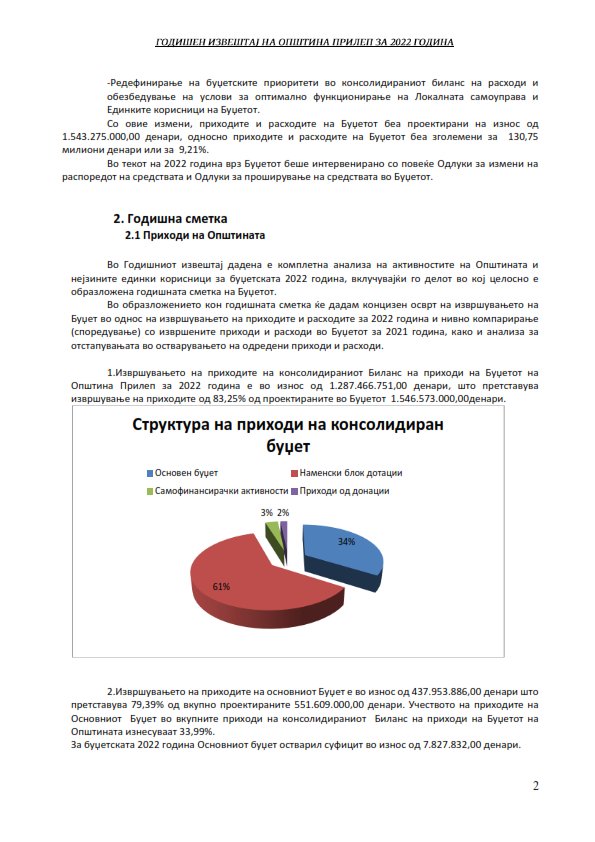 ГОДИШЕН ИЗВЕШТАЈ НА ОПШТИНА ПРИЛЕП ЗА 2022 ГОДИНА
-Редефинирање на буџетските приоритети во консолидираниот биланс на расходи и
обезбедување на услови за оптимално функционирање на Локалната самоуправа и
Единките корисници на Буџетот.
Со овие измени, приходите и расходите на Буџетот беа проектирани на износ од
1.543.275.000,00 денари, односно приходите и расходите на Буџетот беа зголемени за 130,75
милиони денари или за 9,21%.
Во текот на 2022 година врз Буџетот беше интервенирано со повеќе Одлуки за измени на
распоредот на средствата и Одлуки за проширување на средствата во Буџетот.
2. Годишна сметка
2.1 Приходи на Општината
Во Годишниот извештај дадена е комплетна анализа на активностите на Општината и
нејзините единки корисници за буџетската 2022 година, вклучувајќи го делот во кој целосно е
образложена годишната сметка на Буџетот.
Во образложението кон годишната сметка ќе дадам концизен осврт на извршувањето на
Буџет во однос на извршувањето на приходите и расходите за 2022 година и нивно компарирање
(споредување) со извршените приходи и расходи во Буџетот за 2021 година, како и анализа за
отстапувањата во остварувањето на одредени приходи и расходи.
1.Извршувањето на приходите на консолидираниот Биланс на приходи на Буџетот на
Општина Прилеп за 2022 година е во износ од 1.287.466.751,00 денари, што претставува
извршување на приходите од 83,25% од проектираните во Буџетот 1.546.573.000,00денари.
Структура на приходи на консолидиран
буџет
Основен буџет Наменски блок дотации
Самофинансирачки активности Приходи од донации
3% 2%
34%
61%
2.Извршувањето на приходите на основниот Буџет е во износ од 437.953.886,00 денари што
претставува 79,39% од вкупно проектираните 551.609.000,00 денари. Учеството на приходите на
Основниот Буџет во вкупните приходи на консолидираниот Биланс на приходи на Буџетот на
Општината изнесуваат 33,99%.
За буџетската 2022 година Основниот буџет остварил суфицит во износ од 7.827.832,00 денари.
2